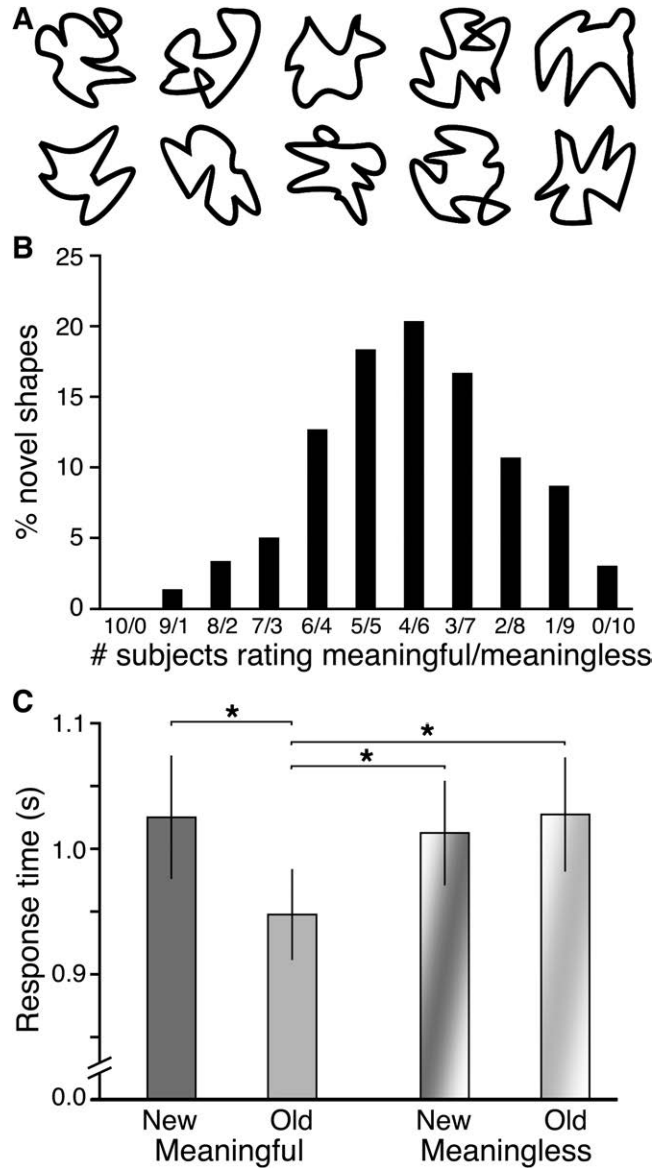 A
B
25
20
15
10
5
0
% novel shapes
10/0 9/1 8/2 7/3 6/4 5/5 4/6 3/7 2/8 1/9 0/10
# subjects rating meaningful/meaningless
C
1.1
1.0
0.9
0.0
Response time (s)
* * *
New Old New Old
Meaningful Meaningless